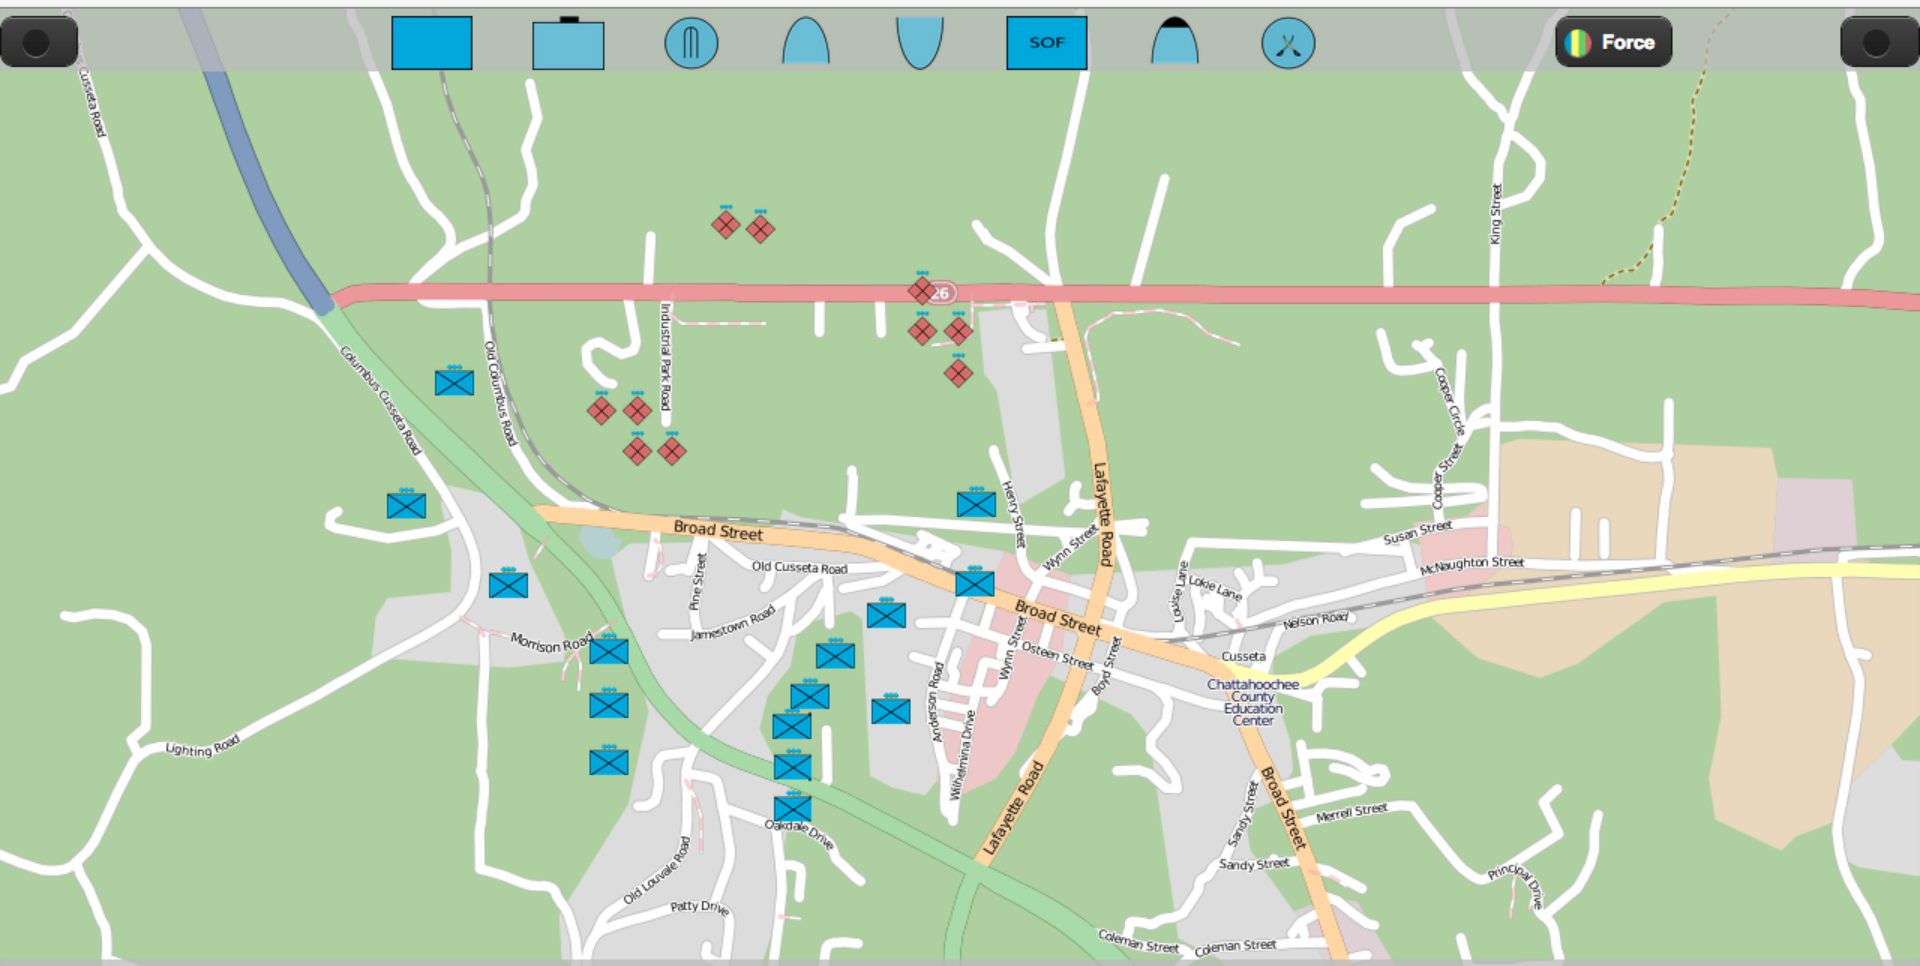 SOF
Force
Cusseta Road
26
King Street
Industrial Park Road
Columbus Cusseta Road
Old Columbus Road
Cooper Circle
Cooper Street
Lafayette Road
Henry Street
Wynn Street
Broad Street
Susan Street
McNaughton Street
Old Cusseta Road
Pine Street
Louise Lane
Lokie Lane
Jamestown Road
Broad Street
Nelson Road
Morrison Road
Wynn Street
Osteen Street
Boyd Street
Cusseta
Chattahoochee
County
Education
Center
Anderson Road
Wilhelmina Drive
Lighting Road
Lafayette Road
Broad Street
Sandy Street
Merrell Street
Oakdale Drive
Old Louvale Road
Sandy Street
Principal Drive
Patty Drive
Coleman Street
Coleman Street